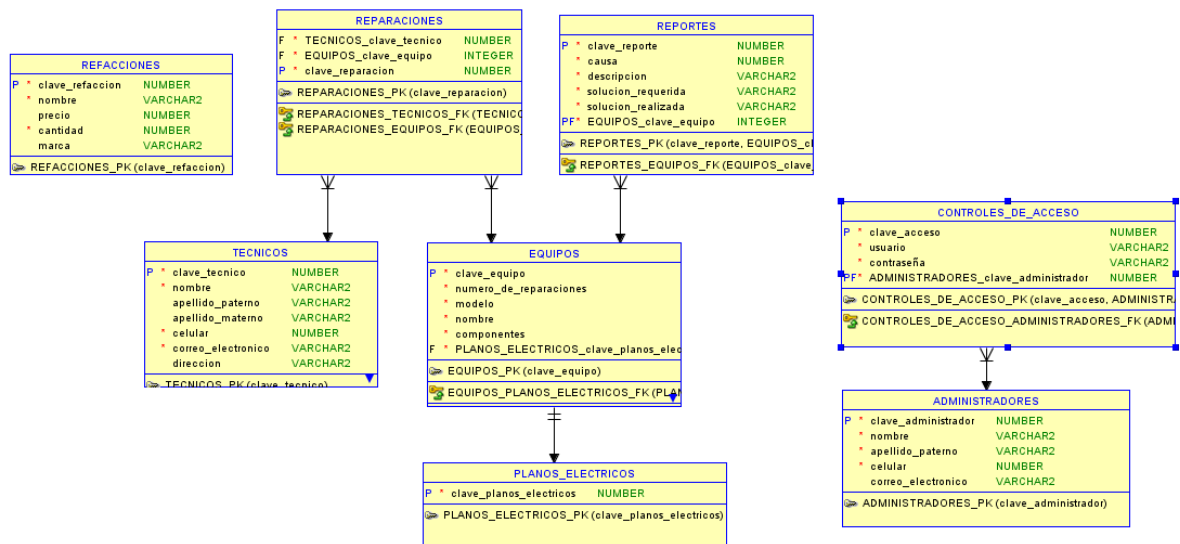 REFACCIONES
P * clave_refaccion NUMBER
* nombre VARCHAR2
precio NUMBER
* cantidad NUMBER
marca VARCHAR2
REFACCIONES_PK (clave_refaccion)
REPARACIONES
F * TECNICOS_clave_tecnico NUMBER
F * EQUIPOS_clave_equipo INTEGER
P * clave_reparacion NUMBER
REPARACIONES_PK (clave_reparacion)
REPARACIONES_TECNICOS_FK (TECNICO
REPARACIONES_EQUIPOS_FK (EQUIPOS_
REPORTES
P * clave_reporte NUMBER
* causa NUMBER
* descripcion VARCHAR2
* solucion_requerida VARCHAR2
* solucion_realizada VARCHAR2
PF* EQUIPOS_clave_equipo INTEGER
REPORTES_PK (clave_reporte, EQUIPOS_cl
REPORTES_EQUIPOS_FK (EQUIPOS_clave_
CONTROLES_DE_ACCESO
P * clave_acceso NUMBER
* usuario VARCHAR2
* contraseña VARCHAR2
PF* ADMINISTRADORES_clave_administrador NUMBER
CONTROLES_DE_ACCESO_PK (clave_acceso, ADMINISTR
CONTROLES_DE_ACCESO_ADMINISTRADORES_FK (ADMI
TECNICOS
P * clave_tecnico NUMBER
* nombre VARCHAR2
apellido_paterno VARCHAR2
apellido_materno VARCHAR2
* celular NUMBER
* correo_electronico VARCHAR2
direccion VARCHAR2
TECNICOS_PK (clave_tecnico)
EQUIPOS
P * clave_equipo
* numero_de_reparaciones
* modelo
* nombre
* componentes
F * PLANOS_ELECTRICOS_clave_planos_elec
EQUIPOS_PK (clave_equipo)
EQUIPOS_PLANOS_ELECTRICOS_FK (PLAN
ADMINISTRADORES
P * clave_administrador NUMBER
* nombre VARCHAR2
* apellido_paterno VARCHAR2
* celular NUMBER
correo_electronico VARCHAR2
ADMINISTRADORES_PK (clave_administrador)
PLANOS_ELECTRICOS
P * clave_planos_electricos NUMBER
PLANOS_ELECTRICOS_PK (clave_planos_electricos)